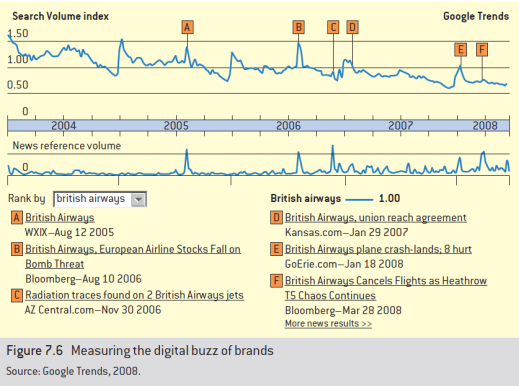 Search Volume index
Google Trends
A
B
C
D
E
F
1.50
1.00
0.50
0
2004
2005
2006
2007
2008
News reference volume
0
Rank by british airways
British airways 1.00
A British Airways
WXIX—Aug 12 2005
B British Airways, European Airline Stocks Fall on
Bomb Threat
Bloomberg—Aug 10 2006
C Radiation traces found on 2 British Airways jets
AZ Central.com—Nov 30 2006
D British Airways, union reach agreement
Kansas.com—Jan 29 2007
E British Airways plane crash-lands; 8 hurt
GoErie.com—Jan 18 2008
F British Airways Cancels Flights as Heathrow
T5 Chaos Continues
Bloomberg—Mar 28 2008
More news results >>
Figure 7.6 Measuring the digital buzz of brands
Source: Google Trends, 2008.